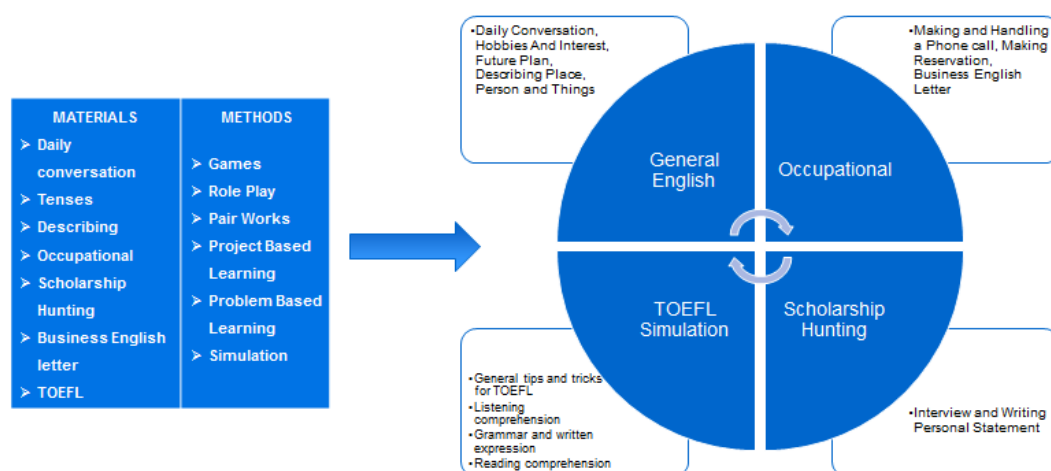 MATERIALS
➢ Daily
conversation
➢ Tenses
➢ Describing
➢ Occupational
➢ Scholarship
Hunting
➢ Business English
letter
➢ TOEFL
METHODS
➢ Games
➢ Role Play
➢ Pair Works
➢ Project Based
Learning
➢ Problem Based
Learning
➢ Simulation
•Daily Conversation,
Hobbies And Interest,
Future Plan,
Describing Place,
Person and Things
•Making and Handling
a Phone call, Making
Reservation,
Business English
Letter
General
English
Occupational
TOEFL
Simulation
Scholarship
Hunting
•General tips and tricks
for TOEFL
•Listening
comprehension
•Grammar and written
expression
•Reading comprehension
•Interview and Writing
Personal Statement